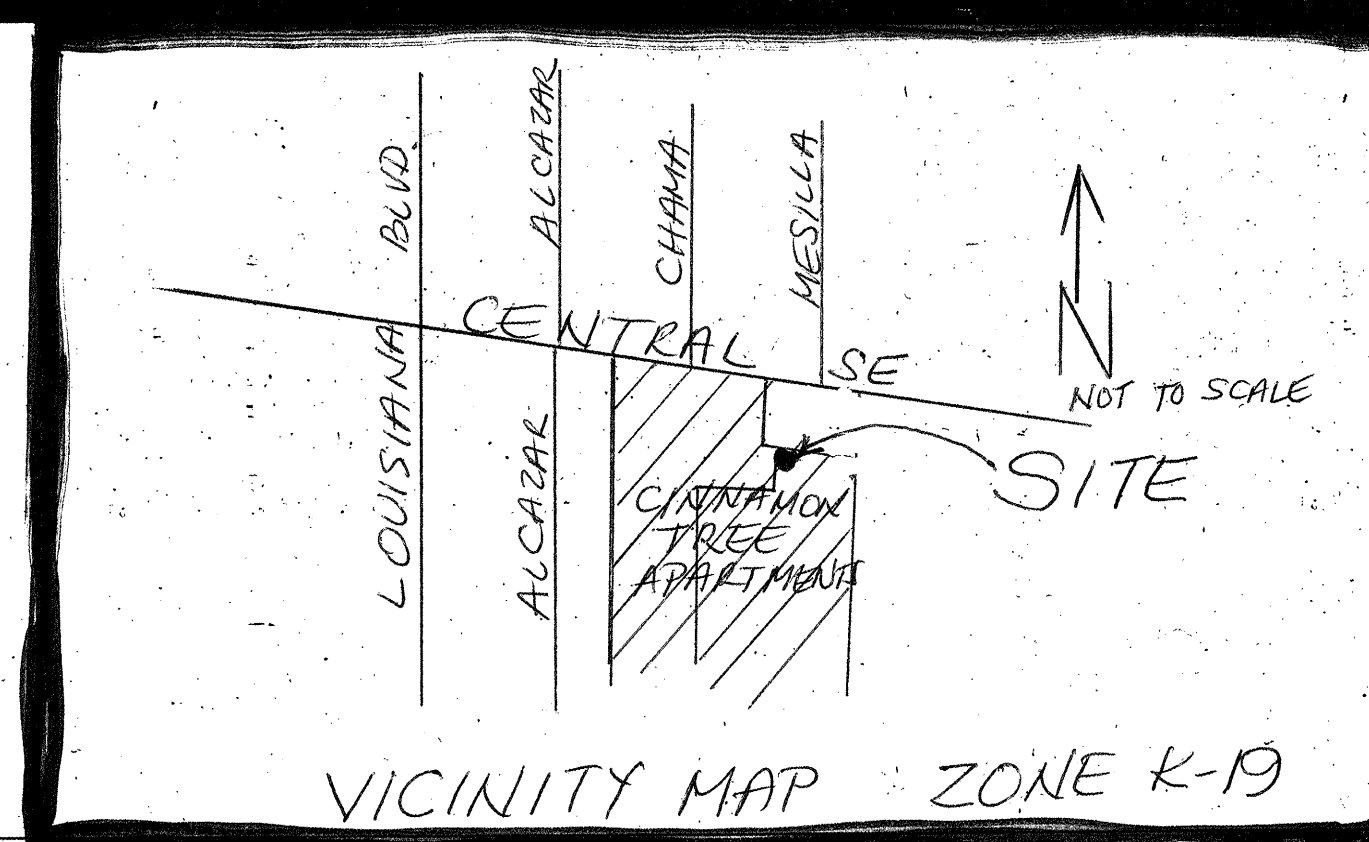 LOUISIANA BLVD.
ALCAZAR
CHAMA
MESILLA
CENTRAL SE
N
NOT TO SCALE
ALCAZAR
SITE
CINNAMON
TREE
APARTMENTS
VICINITY MAP ZONE K-19